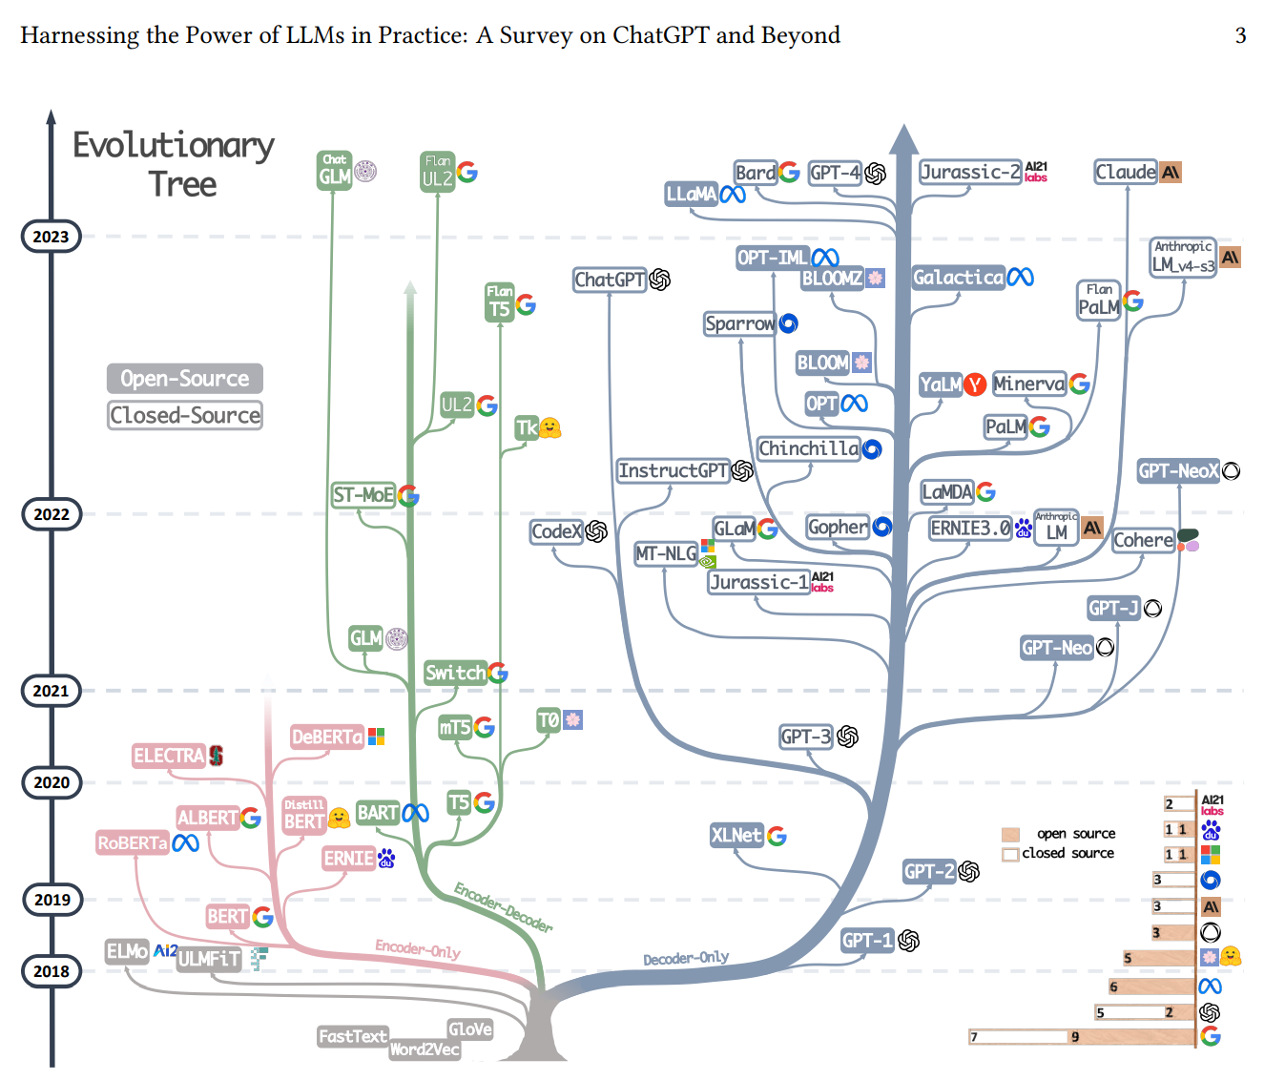 Harnessing the Power of LLMs in Practice: A Survey on ChatGPT and Beyond
3
Evolutionary
Tree
Chat
GLM
Flan
UL2
Bard
GPT-4
Jurassic-2
AI21
labs
Claude
A\
LLaMA
2023
Anthropic
LM_v4-s3
A\
OPT-IML
BLOOMZ
Galactica
ChatGPT
Flan
PaLM
Flan
T5
Sparrow
Open-Source
Closed-Source
BLOOM
YaLM
Y
Minerva
UL2
OPT
Tk
PaLM
Chinchilla
InstructGPT
GPT-NeoX
ST-MoE
LaMDA
2022
CodeX
GLaM
Gopher
ERNIE3.0
du
Anthropic
LM
A\
Cohere
MT-NLG
Jurassic-1
AI21
labs
GPT-J
GLM
GPT-Neo
Switch
2021
mT5
T0
DeBERTa
GPT-3
ELECTRA
S
2020
T5
Distill
BERT
BART
ALBERT
RoBERTa
XLNet
ERNIE
du
GPT-2
2019
Encoder-Decoder
BERT
GPT-1
ELMo
AI2
ULMFiT
Encoder-Only
Decoder-Only
2018
FastText
Word2Vec
GloVe
open source
closed source
2
AI21
labs
1 1
du
1 1
3
3
A\
3
5
6
5 2
7 9